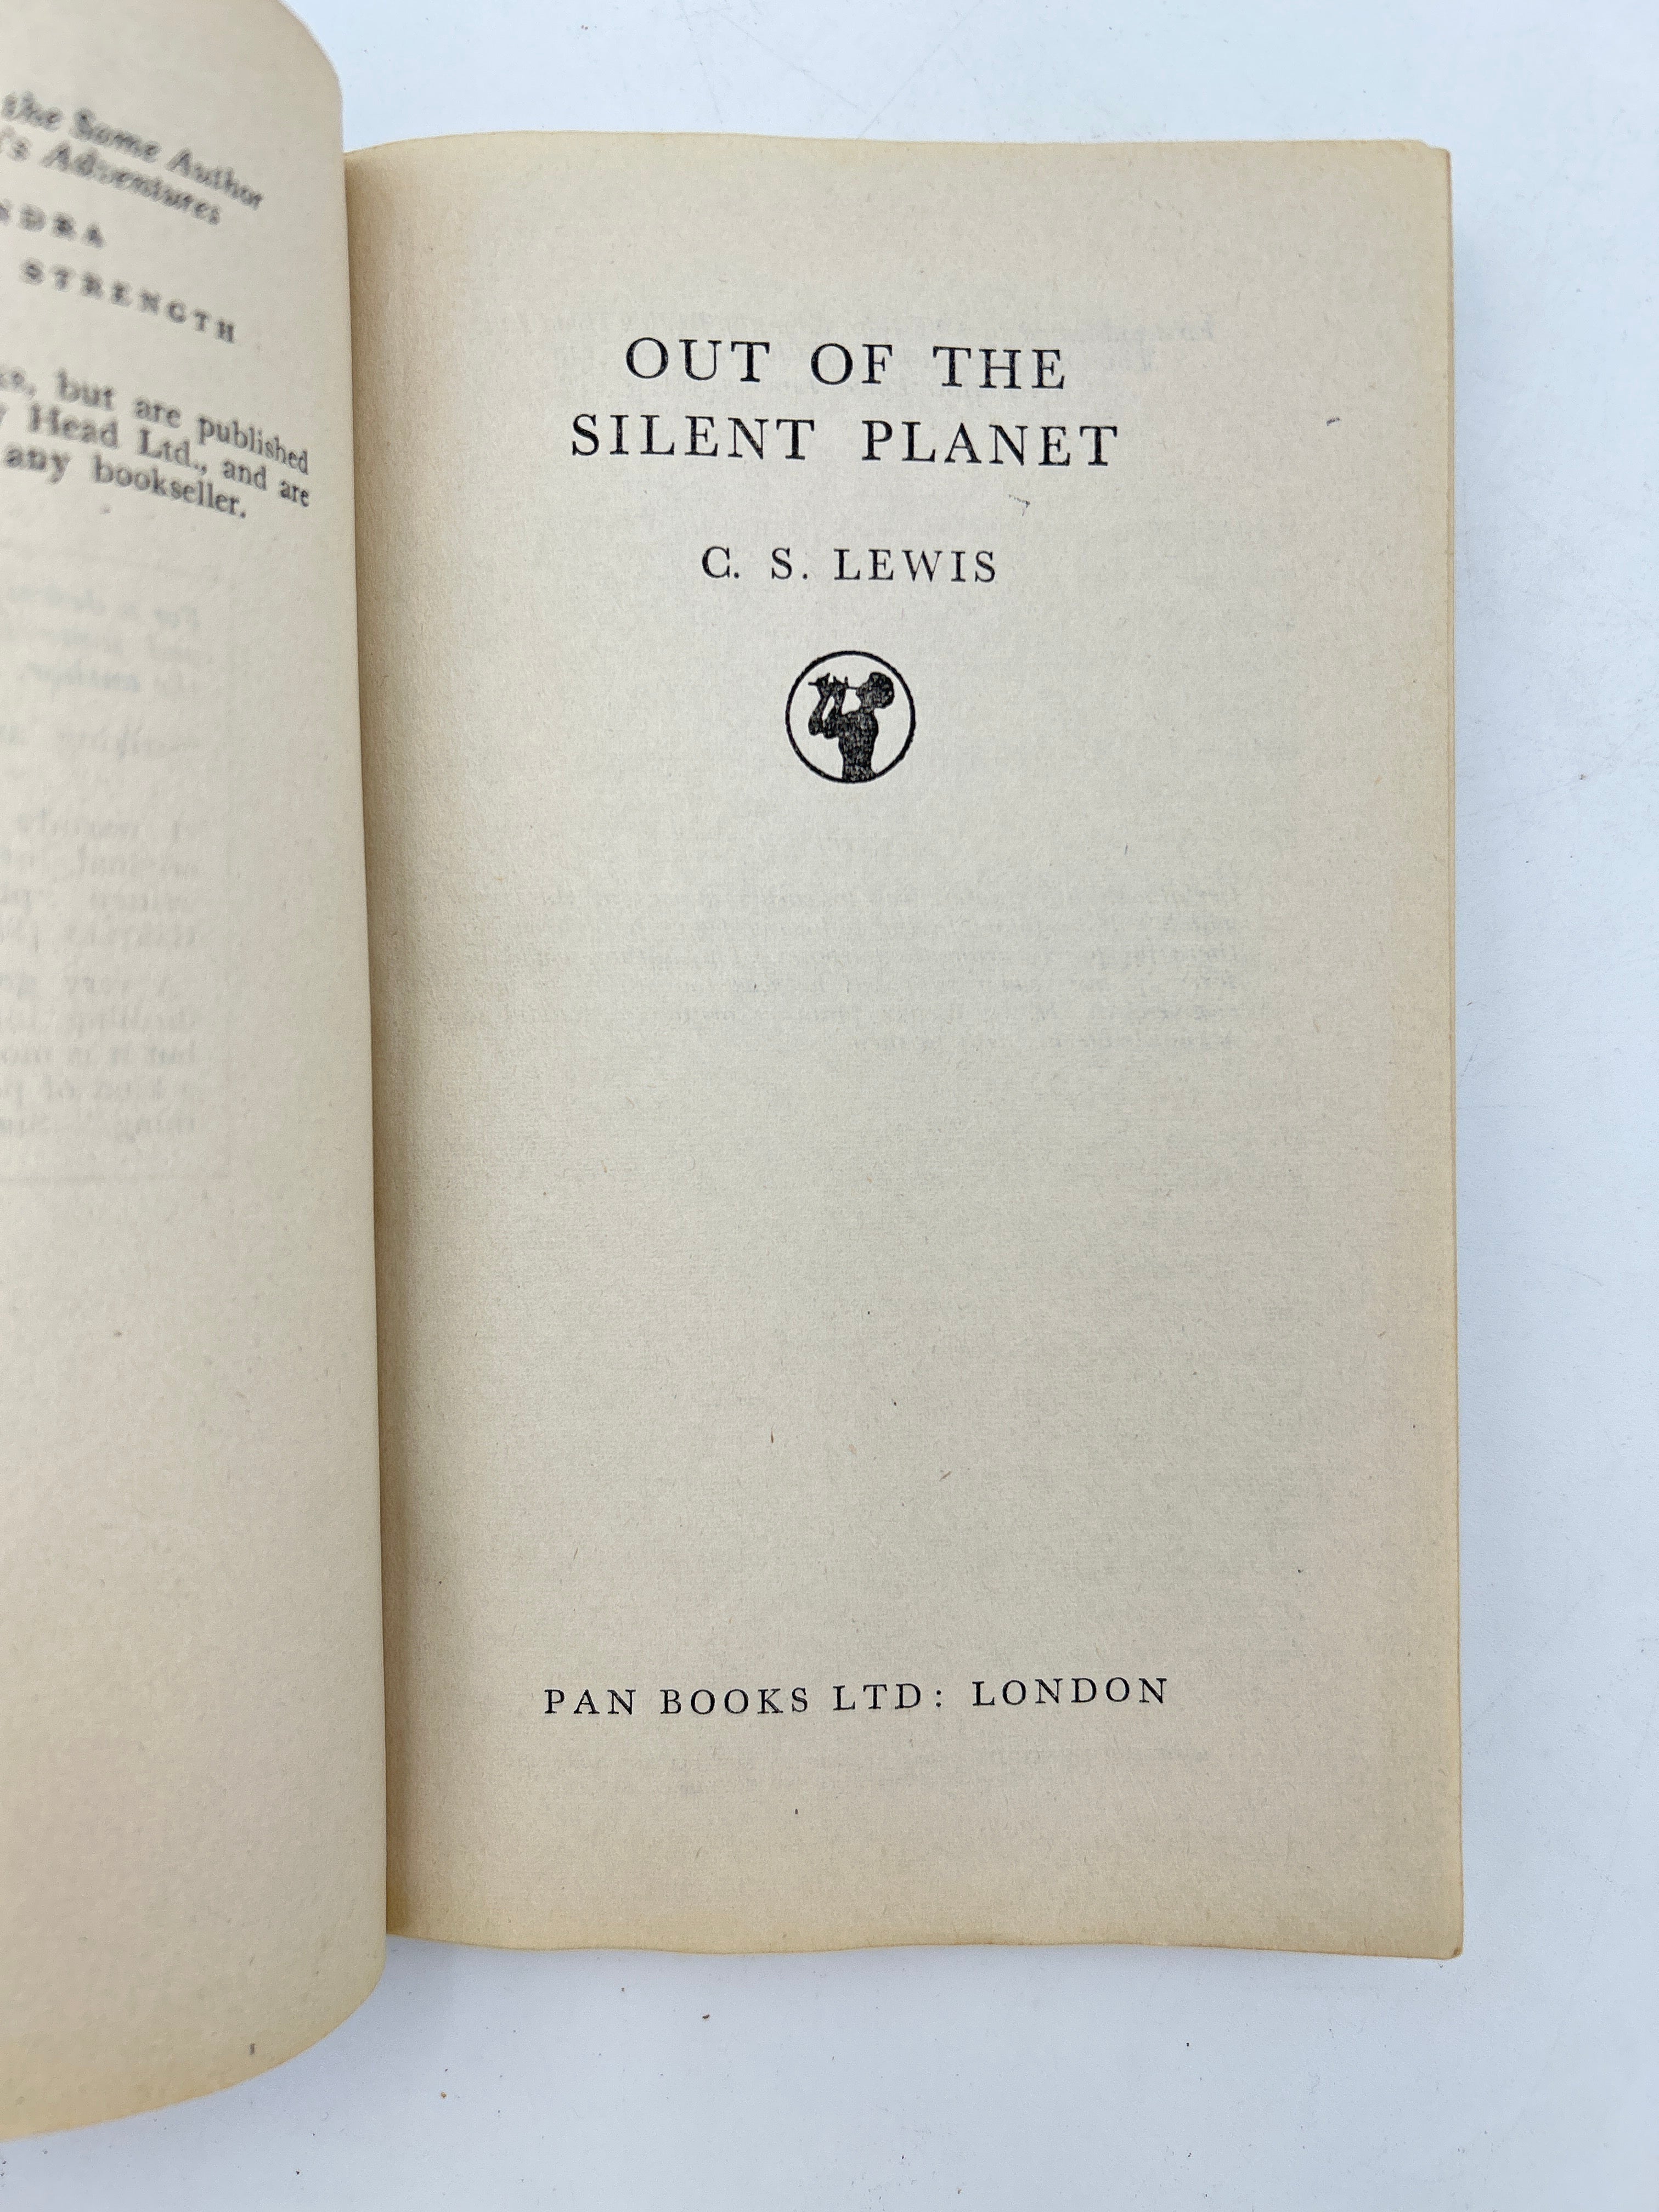 the Same Author
's Adventures
NDRA
STRENGTH
but are published
Head Ltd., and are
any bookseller.
OUT OF THE
SILENT PLANET
C. S. LEWIS
PAN BOOKS LTD: LONDON